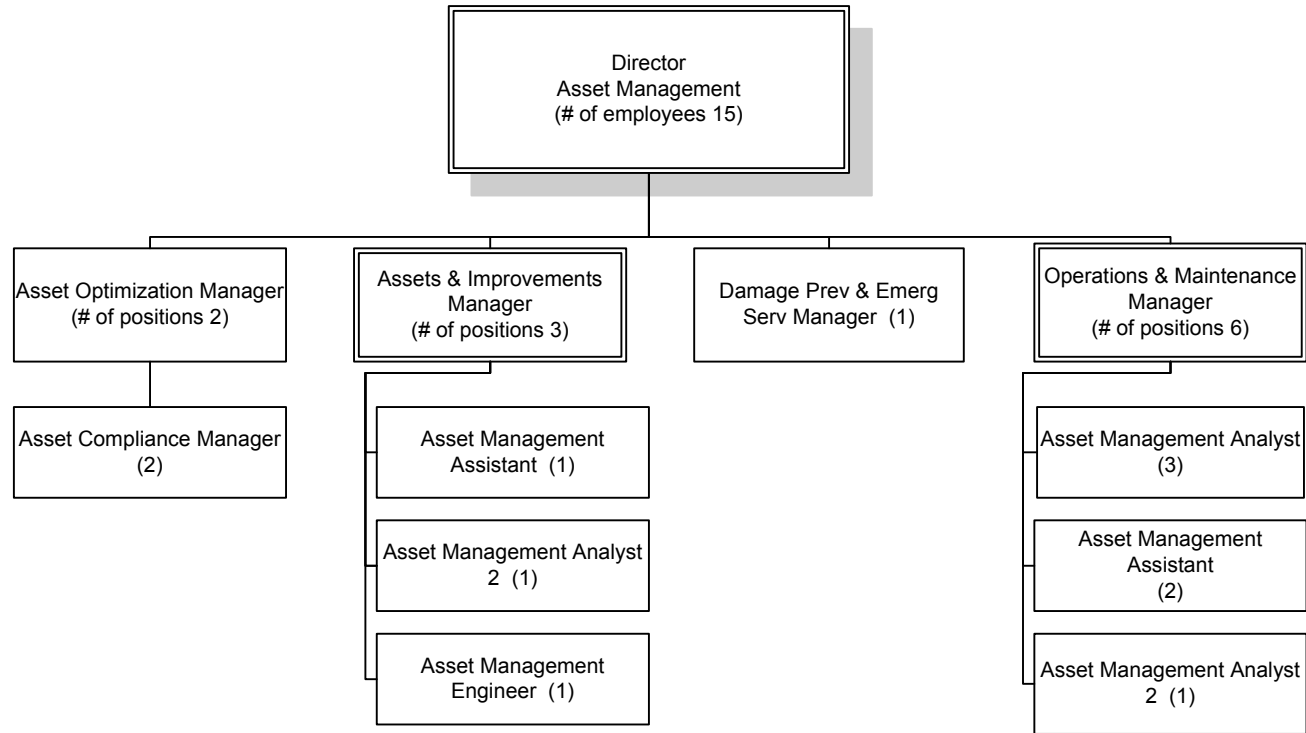 Director
Asset Management
(# of employees 15)
Asset Optimization Manager
(# of positions 2)
Assets & Improvements
Manager
(# of positions 3)
Damage Prev & Emerg
Serv Manager (1)
Operations & Maintenance
Manager
(# of positions 6)
Asset Compliance Manager
(2)
Asset Management
Assistant (1)
Asset Management Analyst
2 (1)
Asset Management
Engineer (1)
Asset Management Analyst
(3)
Asset Management
Assistant
(2)
Asset Management Analyst
2 (1)